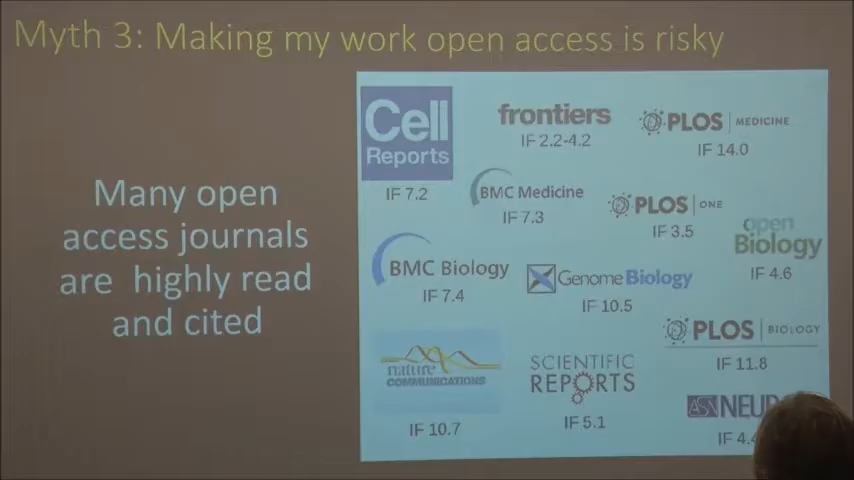 Myth 3: Making my work open access is risky
Many open
access journals
are highly read
and cited
Cell
Reports
IF 7.2
frontiers
IF 2.2-4.2
PLOS | MEDICINE
IF 14.0
BMC Medicine
IF 7.3
PLOS | ONE
IF 3.5
open
Biology
IF 4.6
BMC Biology
IF 7.4
Genome Biology
IF 10.5
PLOS | BIOLOGY
IF 11.8
nature
COMMUNICATIONS
IF 10.7
SCIENTIFIC
REPORTS
IF 5.1
ASN
IF